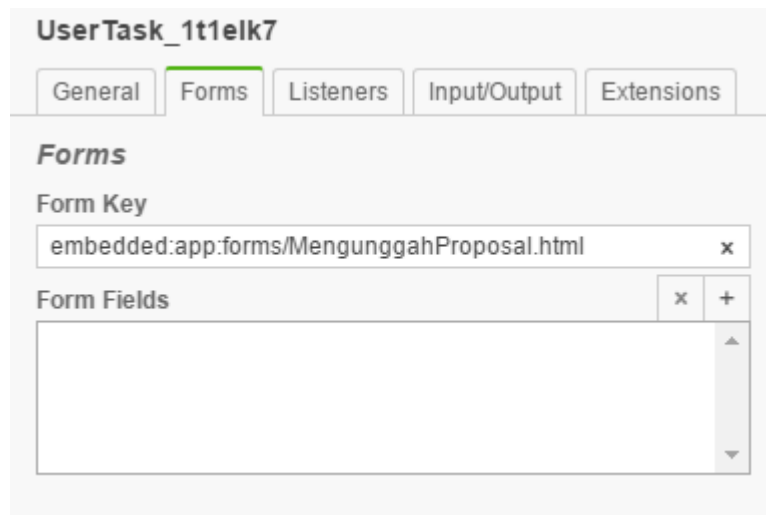 UserTask_1t1elk7
General Forms Listeners Input/Output Extensions
Forms
Form Key
embedded:app:forms/MengunggahProposal.html x
Form Fields x +